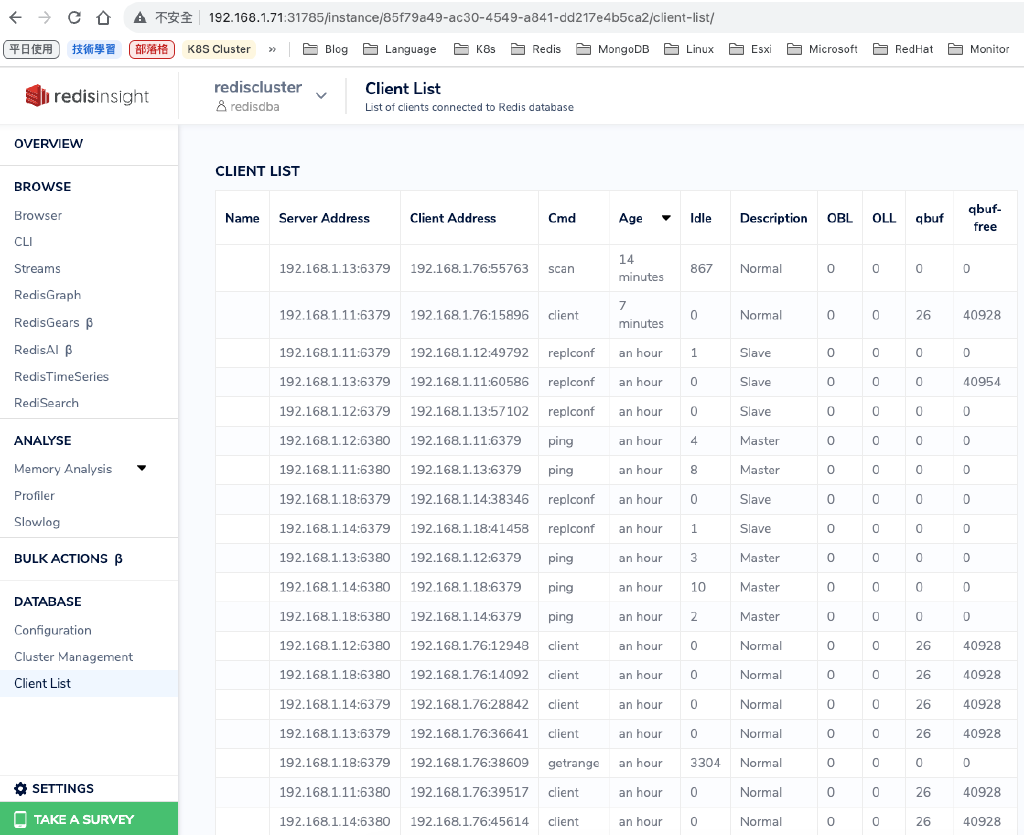 不安全 192.168.1.71:31785/instance/85f79a49-ac30-4549-a841-dd217e4b5ca2/client-list/
平日使用 技術學習 部落格 K8S Cluster » Blog Language K8s Redis MongoDB Linux Esxi Microsoft RedHat Monitor
redisinsight
rediscluster
redisdba
Client List
List of clients connected to Redis database
OVERVIEW
BROWSE
Browser
CLI
Streams
RedisGraph
RedisGears β
RedisAI β
RedisTimeSeries
RediSearch
ANALYSE
Memory Analysis
Profiler
Slowlog
BULK ACTIONS β
DATABASE
Configuration
Cluster Management
Client List
SETTINGS
TAKE A SURVEY
CLIENT LIST
Name Server Address Client Address Cmd Age Idle Description OBL OLL qbuf qbuf-free
192.168.1.13:6379 192.168.1.76:55763 scan 14 minutes 867 Normal 0 0 0 0
192.168.1.11:6379 192.168.1.76:15896 client 7 minutes 0 Normal 0 0 26 40928
192.168.1.11:6379 192.168.1.12:49792 replconf an hour 1 Slave 0 0 0 0
192.168.1.13:6379 192.168.1.11:60586 replconf an hour 0 Slave 0 0 0 40954
192.168.1.12:6379 192.168.1.13:57102 replconf an hour 0 Slave 0 0 0 0
192.168.1.12:6380 192.168.1.11:6379 ping an hour 4 Master 0 0 0 0
192.168.1.11:6380 192.168.1.13:6379 ping an hour 8 Master 0 0 0 0
192.168.1.18:6379 192.168.1.14:38346 replconf an hour 0 Slave 0 0 0 0
192.168.1.14:6379 192.168.1.18:41458 replconf an hour 1 Slave 0 0 0 0
192.168.1.13:6380 192.168.1.12:6379 ping an hour 3 Master 0 0 0 0
192.168.1.14:6380 192.168.1.18:6379 ping an hour 10 Master 0 0 0 0
192.168.1.18:6380 192.168.1.14:6379 ping an hour 2 Master 0 0 0 0
192.168.1.12:6380 192.168.1.76:12948 client an hour 0 Normal 0 0 26 40928
192.168.1.18:6380 192.168.1.76:14092 client an hour 0 Normal 0 0 26 40928
192.168.1.14:6379 192.168.1.76:28842 client an hour 0 Normal 0 0 26 40928
192.168.1.13:6379 192.168.1.76:36641 client an hour 0 Normal 0 0 26 40928
192.168.1.18:6379 192.168.1.76:38609 getrange an hour 3304 Normal 0 0 0 0
192.168.1.11:6380 192.168.1.76:39517 client an hour 0 Normal 0 0 26 40928
192.168.1.14:6380 192.168.1.76:45614 client an hour 0 Normal 0 0 26 40928